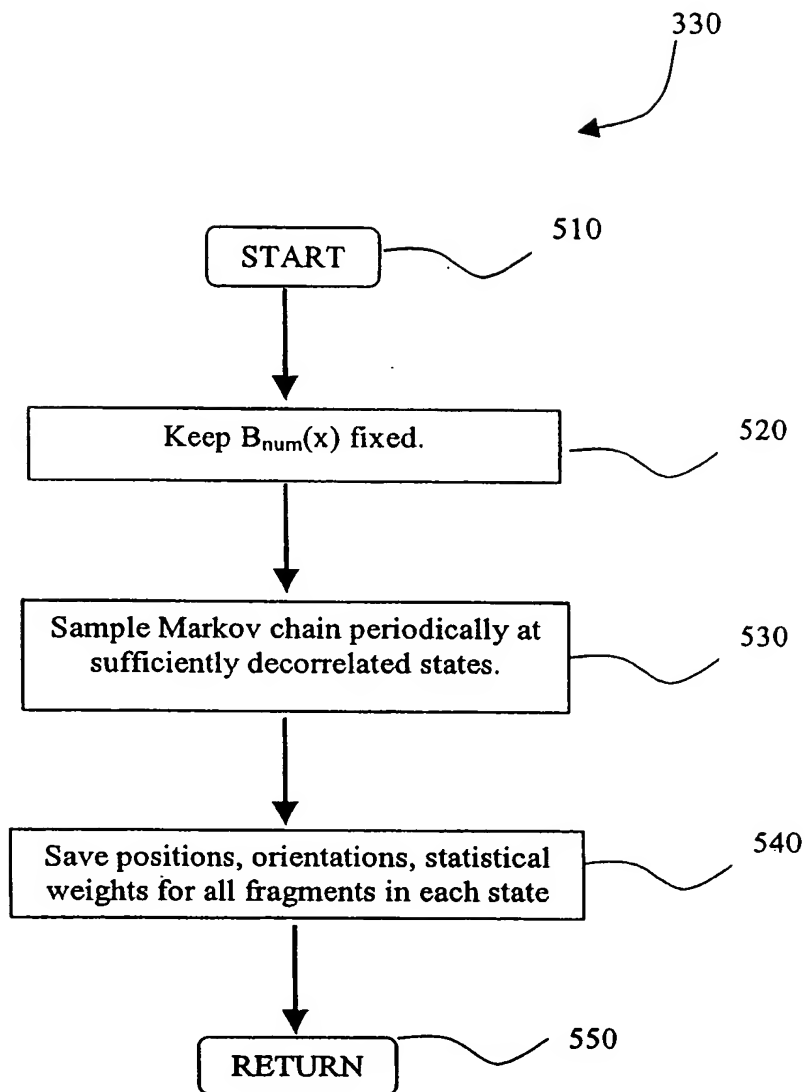 330
START
510
Keep Bnum(x) fixed.
520
Sample Markov chain periodically at
sufficiently decorrelated states.
530
Save positions, orientations, statistical
weights for all fragments in each state
540
RETURN
550